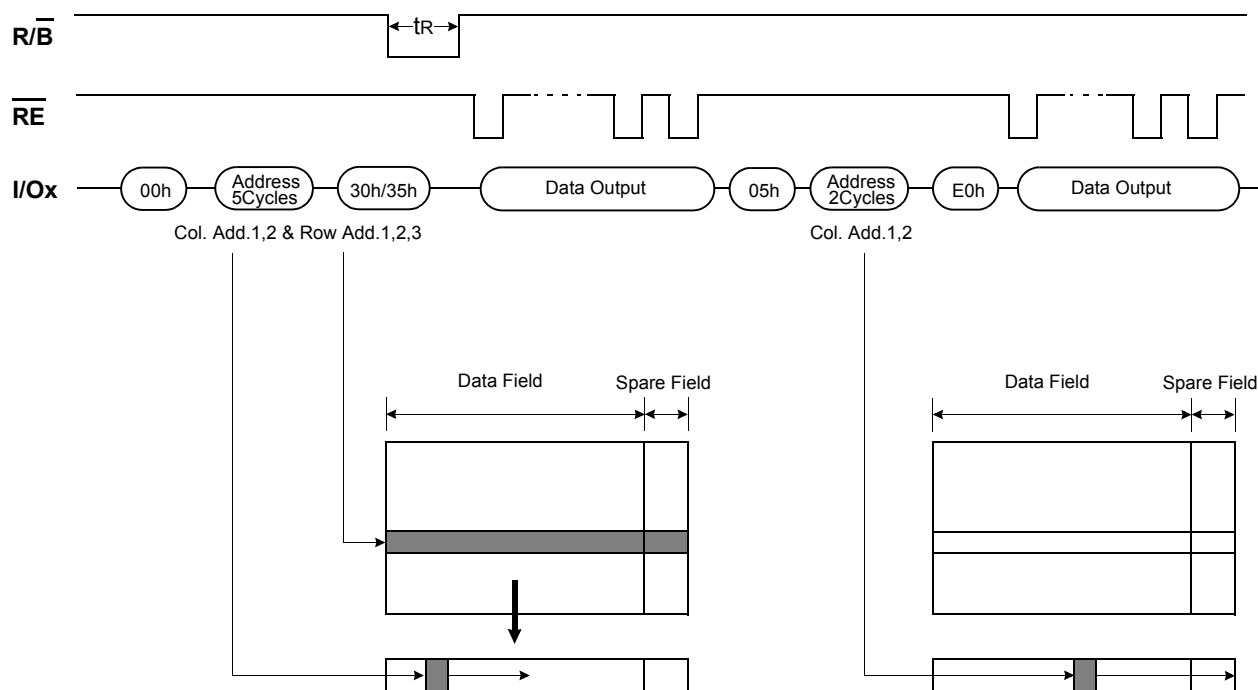 R/B tR
RE
I/Ox 00h Address 5Cycles 30h/35h Data Output 05h Address 2Cycles E0h Data Output
Col. Add.1,2 & Row Add.1,2,3 Col. Add.1,2
Data Field Spare Field Data Field Spare Field